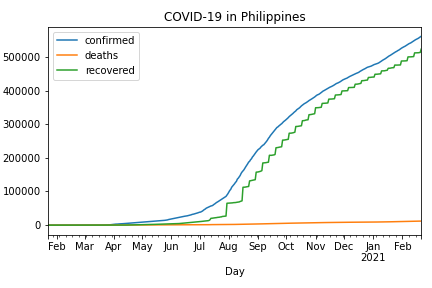 COVID-19 in Philippines
confirmed
deaths
recovered
500000
400000
300000
200000
100000
0
Feb Mar Apr May Jun Jul Aug Sep Oct Nov Dec Jan Feb
2021
Day